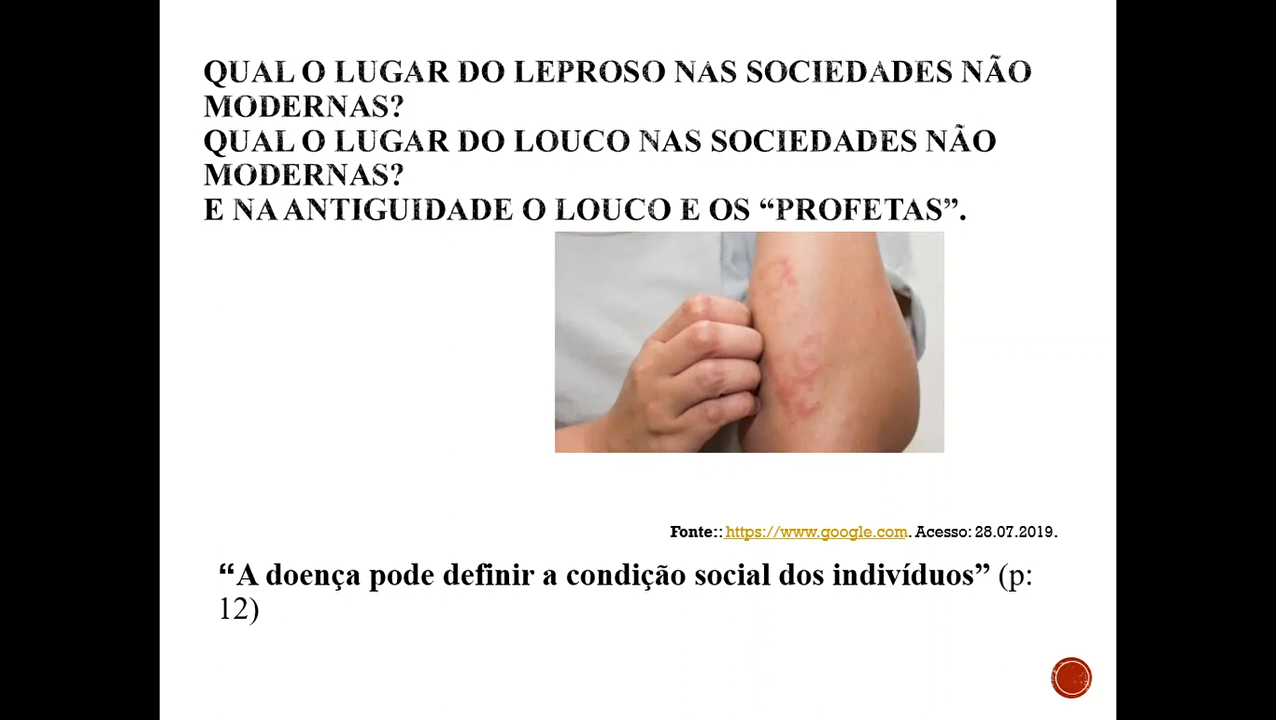 QUAL O LUGAR DO LEPROSO NAS SOCIEDADES NÃO
MODERNAS?
QUAL O LUGAR DO LOUCO NAS SOCIEDADES NÃO
MODERNAS?
E NA ANTIGUIDADE O LOUCO E OS “PROFETAS”.
Fonte:: https://www.google.com. Acesso: 28.07.2019.
“A doença pode definir a condição social dos indivíduos” (p:
12)